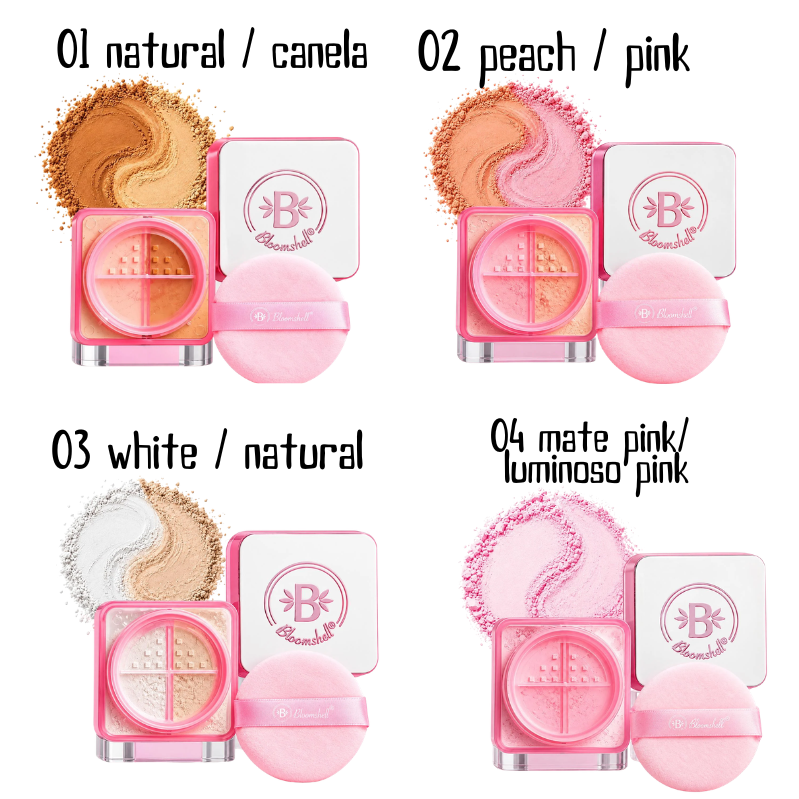 01 natural / canela
02 peach / pink
B
Bloomshell®
B
Bloomshell®
B Bloomshell®
B Bloomshell®
03 white / natural
04 mate pink/
luminoso pink
B
Bloomshell®
B
Bloomshell®
B Bloomshell®
B Bloomshell®